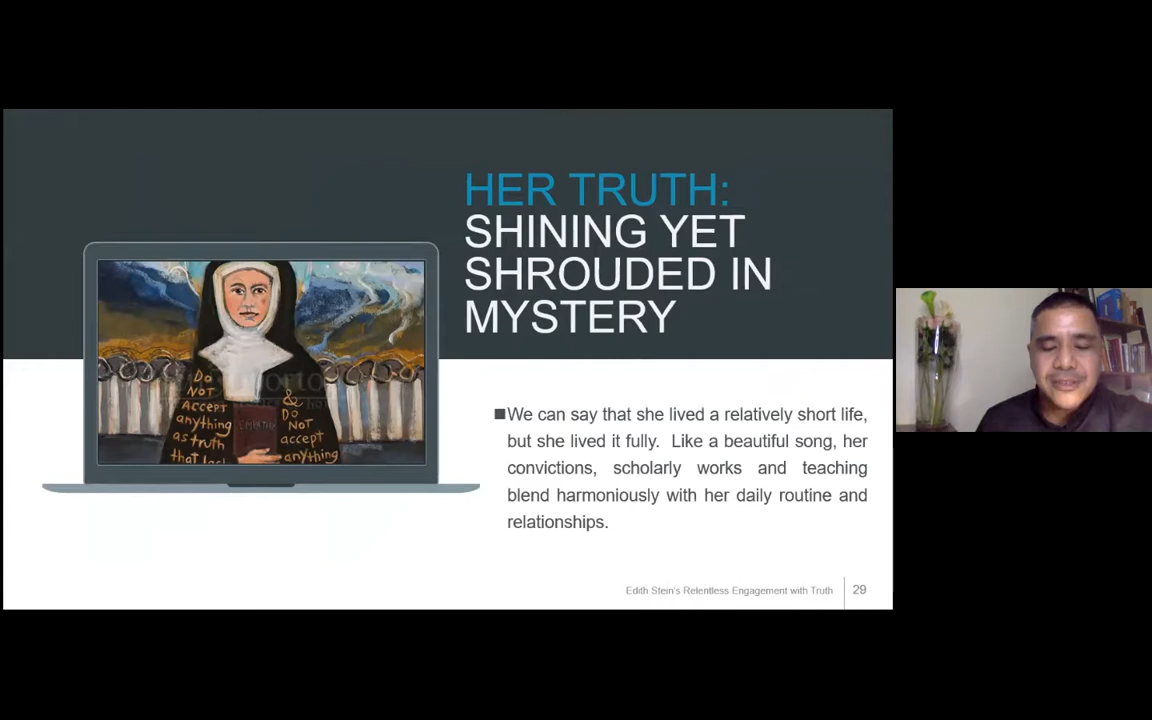 HER TRUTH:
SHINING YET
SHROUDED IN
MYSTERY
Do
NOT
ACCEPT
anything
as truth
that
&
Do
NOT
accept
anything
EMPATHY
■We can say that she lived a relatively short life,
but she lived it fully. Like a beautiful song, her
convictions, scholarly works and teaching
blend harmoniously with her daily routine and
relationships.
Edith Stein's Relentless Engagement with Truth
29